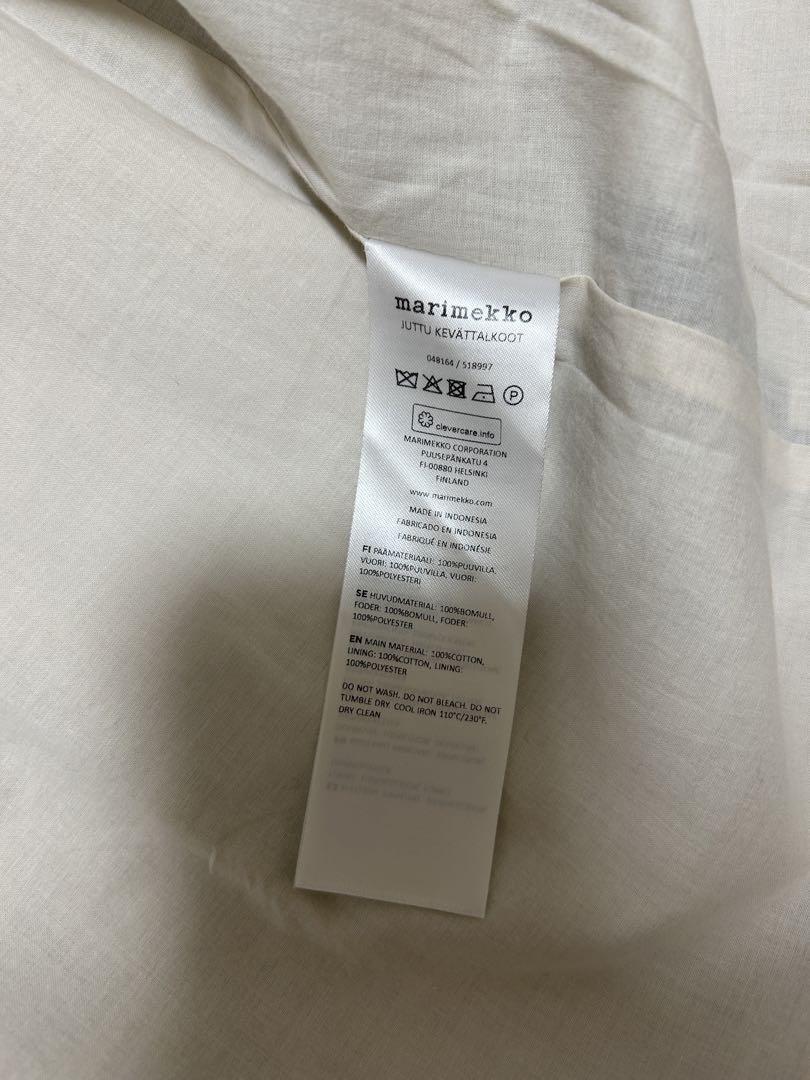 marimekko
JUTTU KEVÄTTALKOOT
048164 / 518997
P
clevercare.info
MARIMEKKO CORPORATION
PUUSEPÄNKATU 4
FI-00880 HELSINKI
FINLAND
www.marimekko.com
MADE IN INDONESIA
FABRICADO EN INDONESIA
FABRIQUÉ EN INDONÉSIE
FI PÄÄMATERIAALI: 100%PUUVILLA,
VUORI: 100%PUUVILLA, VUORI:
100%POLYESTERI
SE HUVUDMATERIAL: 100%BOMULL,
FODER: 100%BOMULL, FODER:
100%POLYESTER
EN MAIN MATERIAL: 100%COTTON,
LINING: 100%COTTON, LINING:
100%POLYESTER
DO NOT WASH. DO NOT BLEACH. DO NOT
TUMBLE DRY. COOL IRON 110°C/230°F.
DRY CLEAN